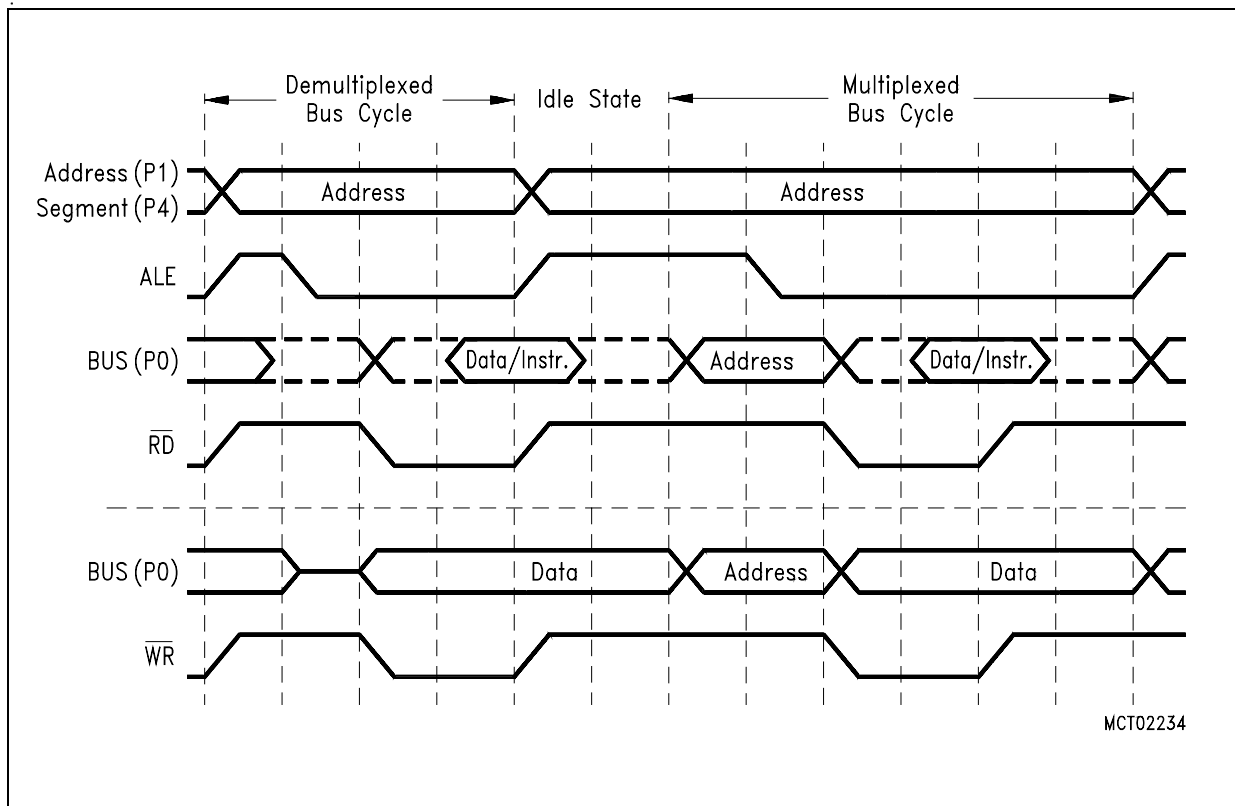 Demultiplexed
Bus Cycle
Idle State
Multiplexed
Bus Cycle
Address (P1)
Segment (P4)
Address
Address
ALE
BUS (P0)
Data/Instr.
Address
Data/Instr.
RD
BUS (P0)
Data
Address
Data
WR
MCT02234